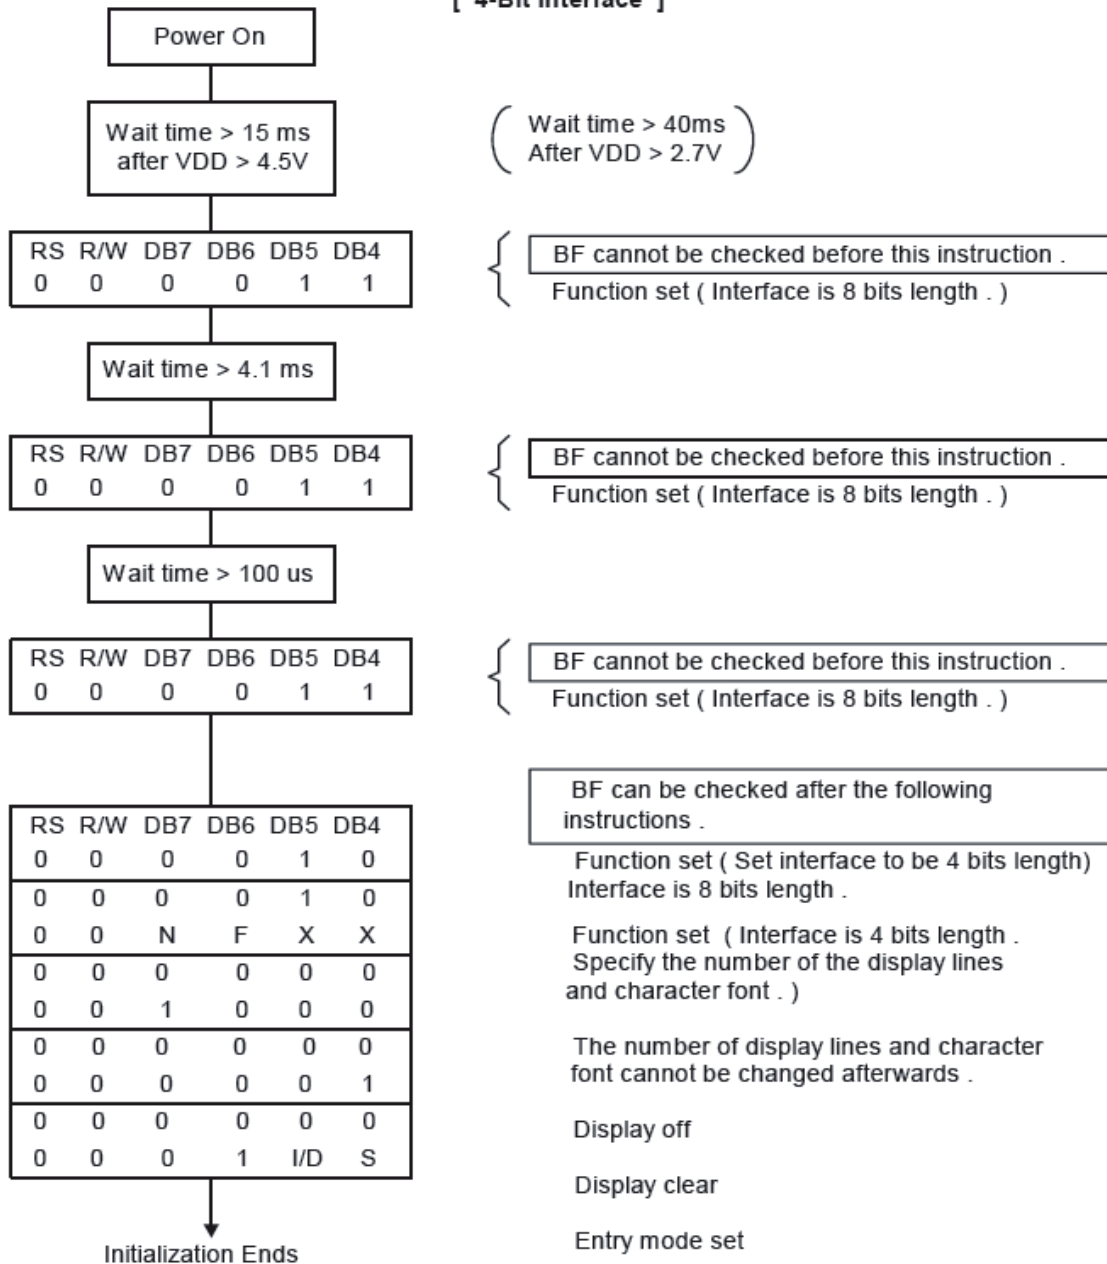 [ 4-Bit Interface ]
Power On
Wait time > 15 ms
after VDD > 4.5V
Wait time > 40ms
After VDD > 2.7V
RS R/W DB7 DB6 DB5 DB4
0 0 0 0 1 1
BF cannot be checked before this instruction .
Function set ( Interface is 8 bits length . )
Wait time > 4.1 ms
RS R/W DB7 DB6 DB5 DB4
0 0 0 0 1 1
BF cannot be checked before this instruction .
Function set ( Interface is 8 bits length . )
Wait time > 100 us
RS R/W DB7 DB6 DB5 DB4
0 0 0 0 1 1
BF cannot be checked before this instruction .
Function set ( Interface is 8 bits length . )
RS R/W DB7 DB6 DB5 DB4
0 0 0 0 1 0
0 0 0 0 1 0
0 0 N F X X
0 0 0 0 0 0
0 0 1 0 0 0
0 0 0 0 0 0
0 0 0 0 0 1
0 0 0 0 0 0
0 0 0 1 I/D S
Initialization Ends
BF can be checked after the following
instructions .
Function set ( Set interface to be 4 bits length)
Interface is 8 bits length .
Function set ( Interface is 4 bits length .
Specify the number of the display lines
and character font . )
The number of display lines and character
font cannot be changed afterwards .
Display off
Display clear
Entry mode set